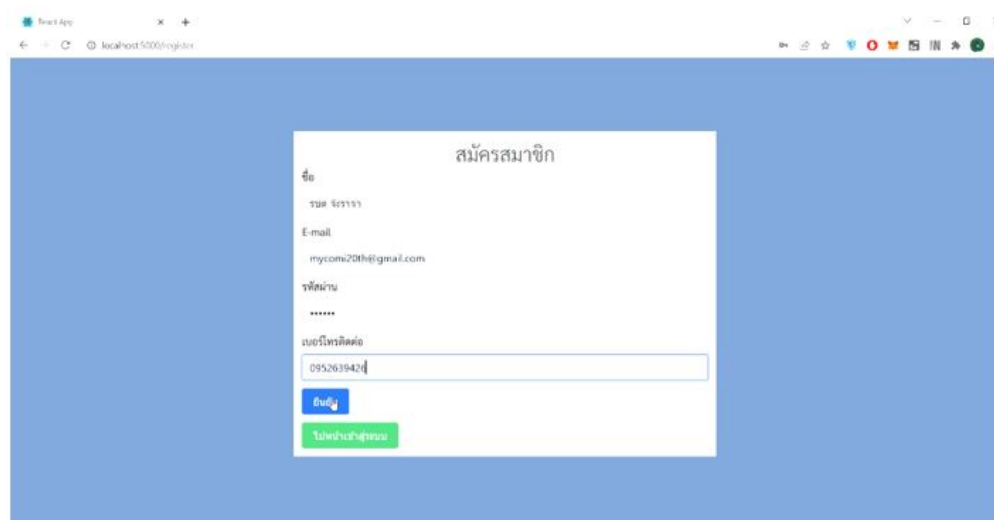 React App
localhost:5000/register
สมัครสมาชิก
ชื่อ
E-mail
mycomi20th@gmail.com
รหัสผ่าน
••••••
เบอร์โทรติดต่อ
0952639426
ยืนยัน
ไปหน้าเข้าสู่ระบบ